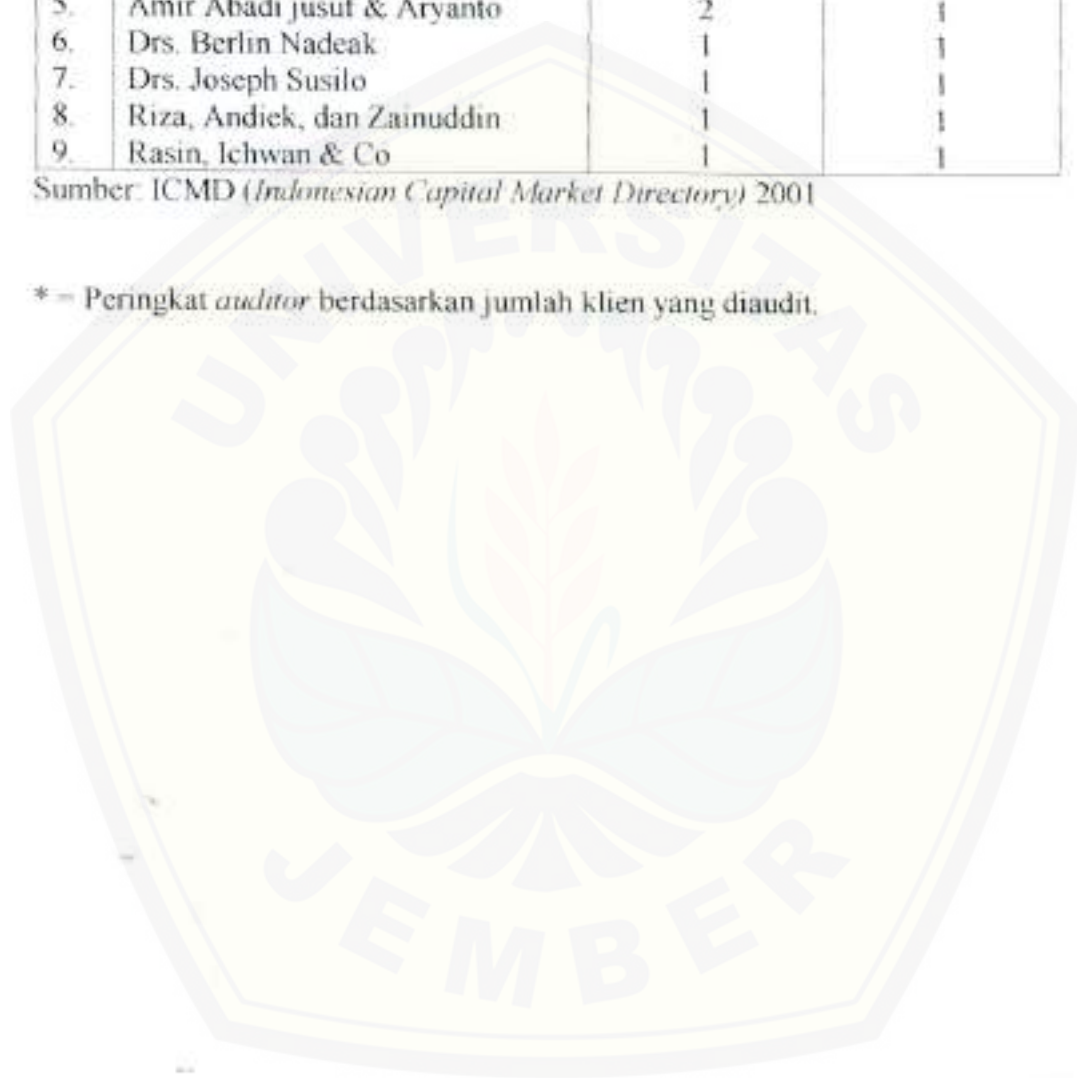 5. Amir Abadi jusuf & Aryanto 2 1
6. Drs. Berlin Nadeak 1 1
7. Drs. Joseph Susilo 1 1
8. Riza, Andiek, dan Zainuddin 1 1
9. Rasin, Ichwan & Co 1 1
Sumber: ICMD (Indonesian Capital Market Directory) 2001
* = Peringkat auditor berdasarkan jumlah klien yang diaudit.
UNIVERSITAS
JEMBER